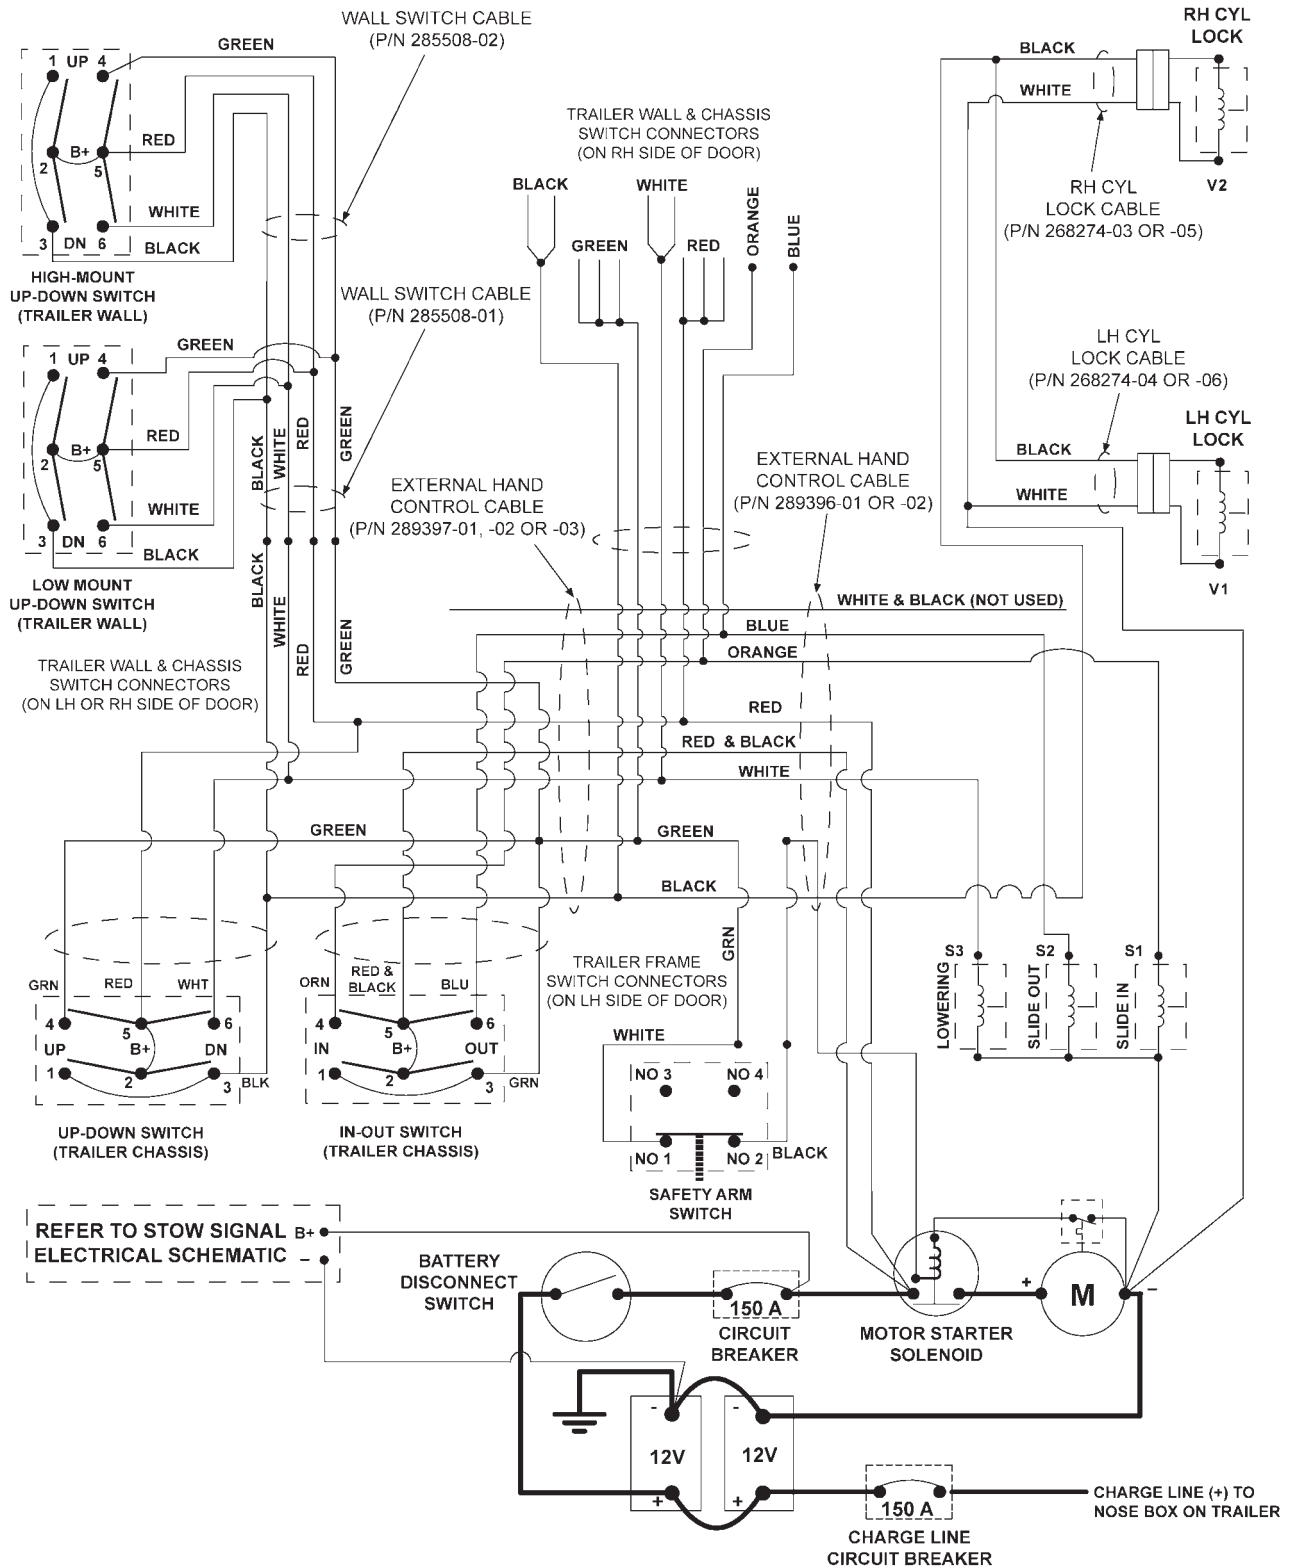 WALL SWITCH CABLE
(P/N 285508-02)
GREEN
1 UP 4
RED
2 B+ 5
WHITE
3 DN 6
BLACK
HIGH-MOUNT
UP-DOWN SWITCH
(TRAILER WALL)
WALL SWITCH CABLE
(P/N 285508-01)
GREEN
1 UP 4
RED
2 B+ 5
WHITE
3 DN 6
BLACK
LOW MOUNT
UP-DOWN SWITCH
(TRAILER WALL)
BLACK
WHITE
RED
GREEN
BLACK
WHITE
RED
GREEN
TRAILER WALL & CHASSIS
SWITCH CONNECTORS
(ON LH OR RH SIDE OF DOOR)
TRAILER WALL & CHASSIS
SWITCH CONNECTORS
(ON RH SIDE OF DOOR)
BLACK
WHITE
GREEN
RED
ORANGE
BLUE
RH CYL
LOCK
BLACK
WHITE
V2
RH CYL
LOCK CABLE
(P/N 268274-03 OR -05)
LH CYL
LOCK CABLE
(P/N 268274-04 OR -06)
LH CYL
LOCK
BLACK
WHITE
V1
EXTERNAL HAND
CONTROL CABLE
(P/N 289397-01, -02 OR -03)
EXTERNAL HAND
CONTROL CABLE
(P/N 289396-01 OR -02)
WHITE & BLACK (NOT USED)
BLUE
ORANGE
RED
RED & BLACK
WHITE
GREEN
GREEN
BLACK
GRN
RED
WHT
4 5 6
UP B+ DN
1 2 3
BLK
UP-DOWN SWITCH
(TRAILER CHASSIS)
ORN
RED &
BLACK
BLU
4 5 6
IN B+ OUT
1 2 3
GRN
IN-OUT SWITCH
(TRAILER CHASSIS)
GRN
TRAILER FRAME
SWITCH CONNECTORS
(ON LH SIDE OF DOOR)
WHITE
NO 3 NO 4
NO 1 NO 2
BLACK
SAFETY ARM
SWITCH
S3
LOWERING
S2
SLIDE OUT
S1
SLIDE IN
REFER TO STOW SIGNAL
ELECTRICAL SCHEMATIC
B+
–
BATTERY
DISCONNECT
SWITCH
150 A
CIRCUIT
BREAKER
MOTOR STARTER
SOLENOID
+
M
–
- -
12V 12V
+ +
150 A
CHARGE LINE
CIRCUIT BREAKER
CHARGE LINE (+) TO
NOSE BOX ON TRAILER